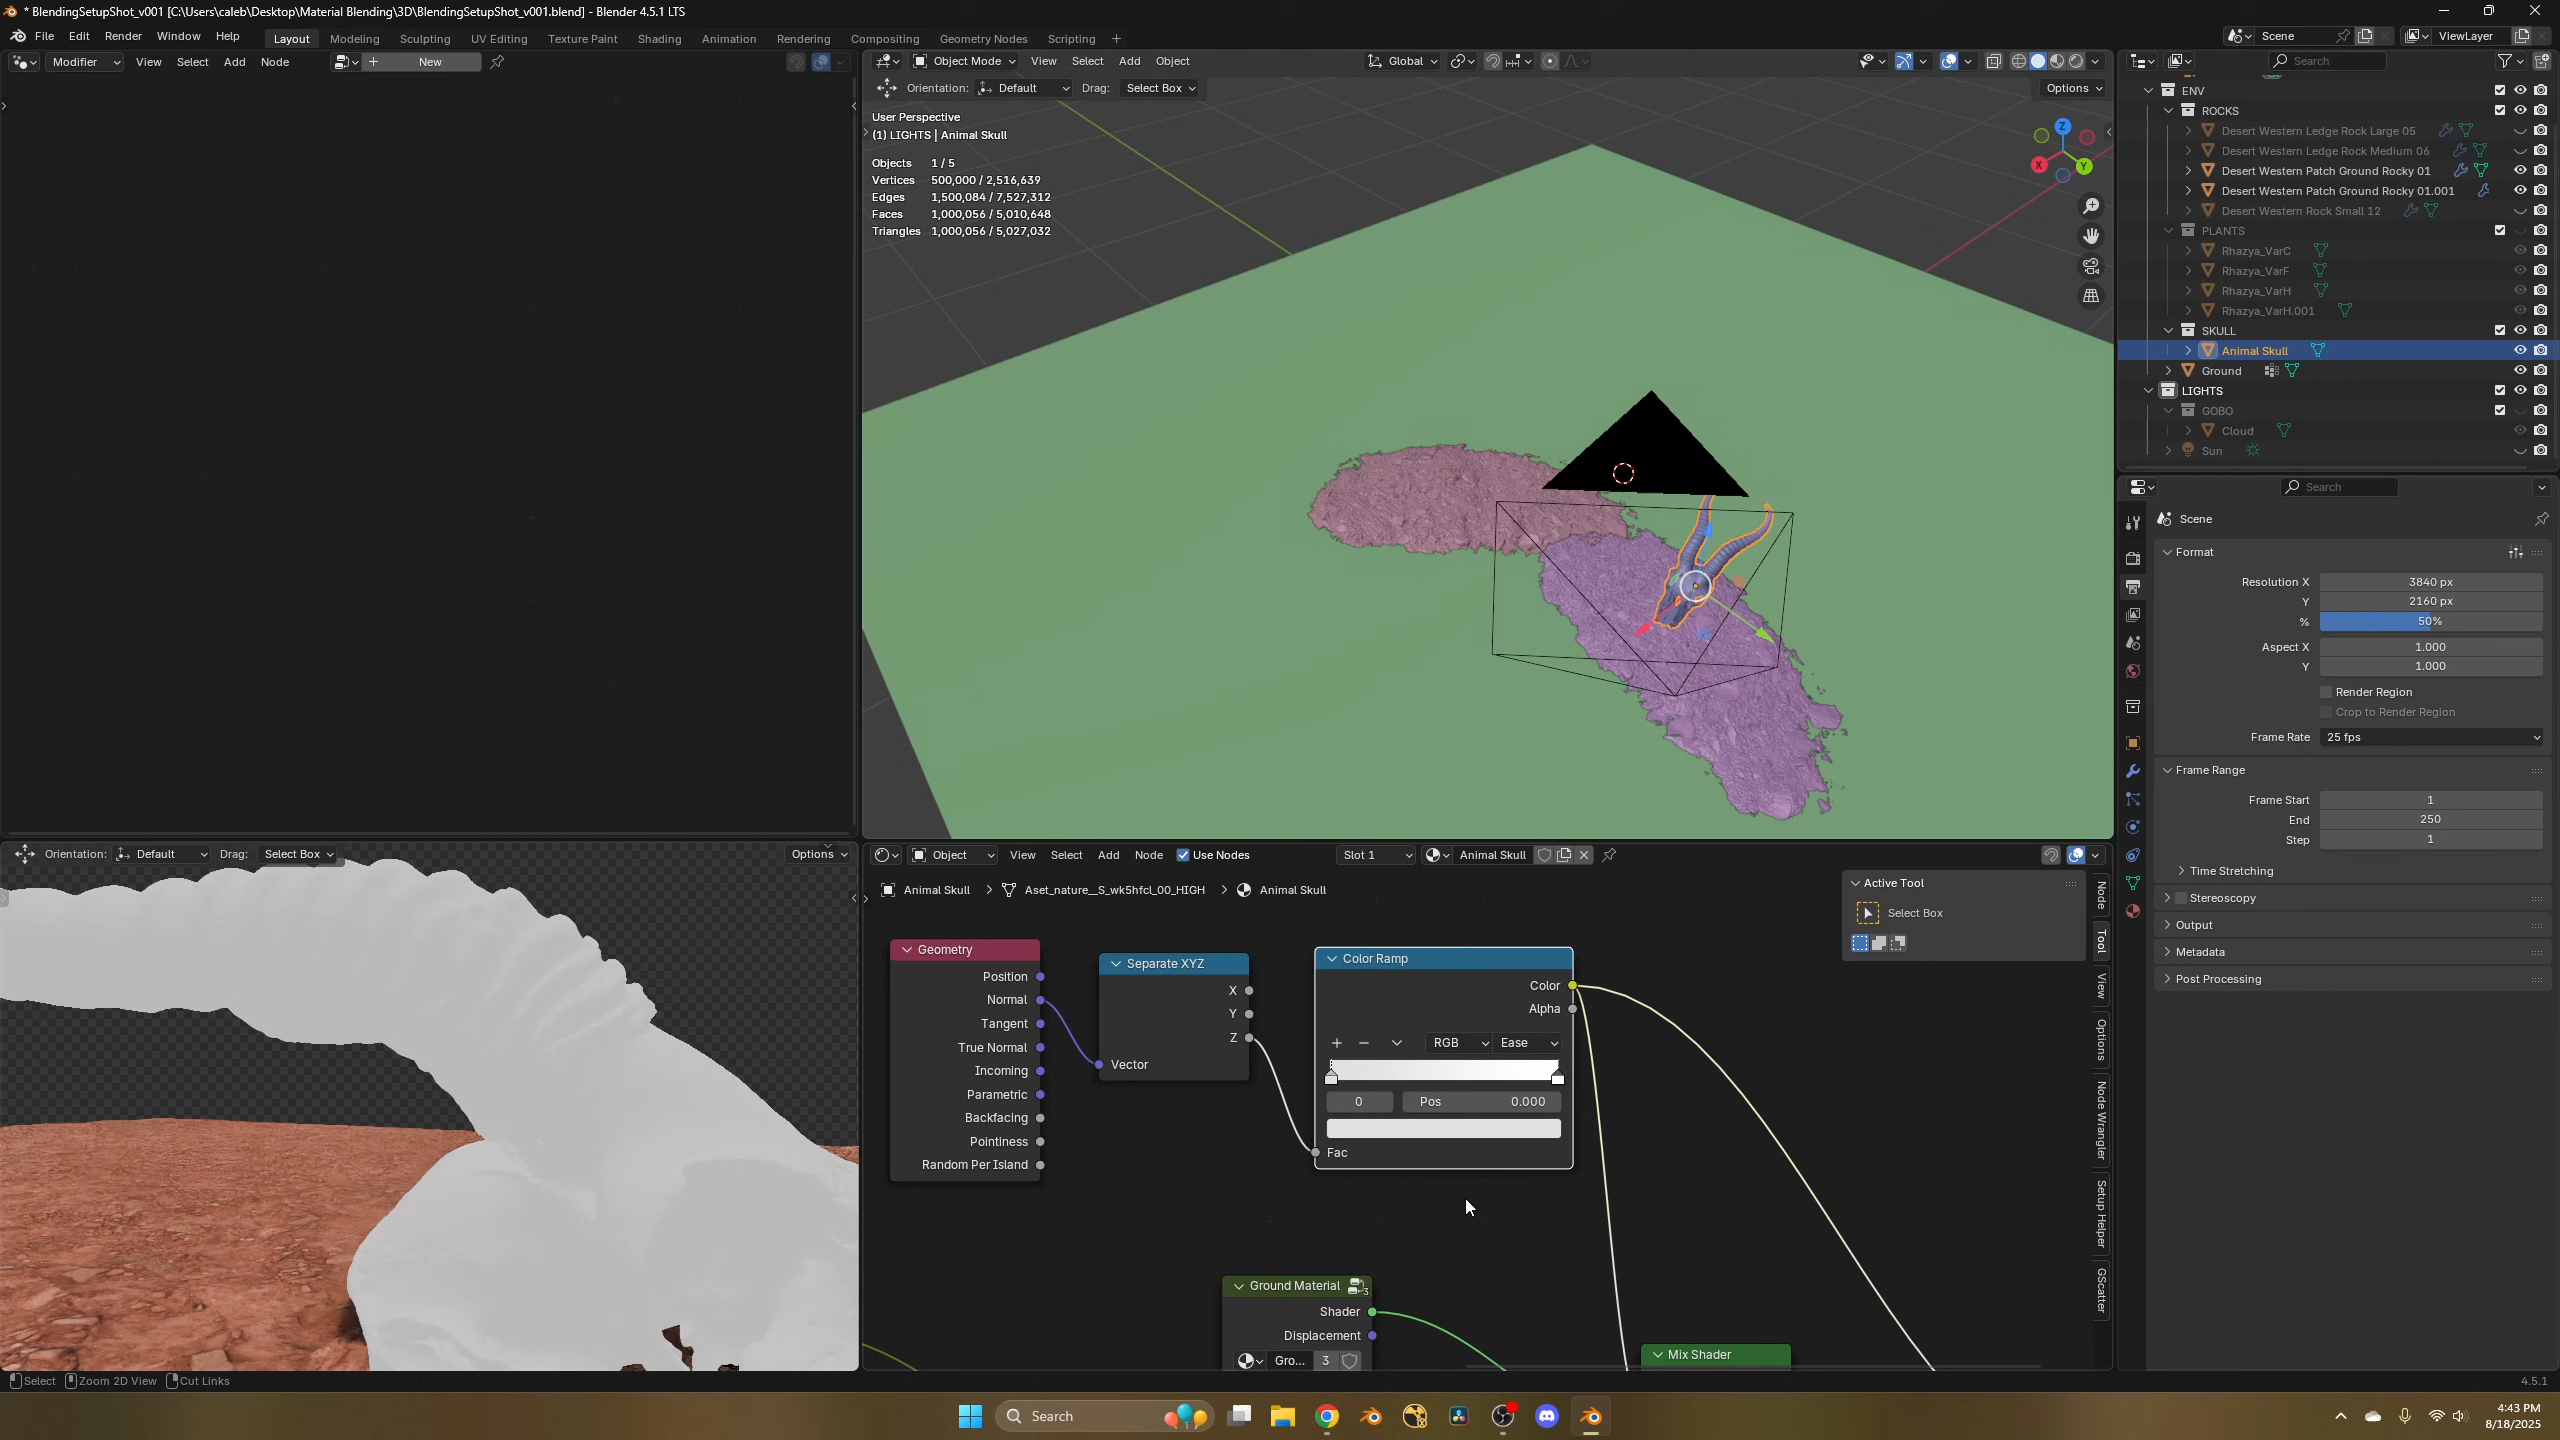 * BlendingSetupShot_v001 [C:\Users\caleb\Desktop\Material Blending\3D\BlendingSetupShot_v001.blend] - Blender 4.5.1 LTS
File Edit Render Window Help Layout Modeling Sculpting UV Editing Texture Paint Shading Animation Rendering Compositing Geometry Nodes Scripting + Scene ViewLayer
Modifier View Select Add Node + New
Object Mode View Select Add Object Global
Orientation: Default Drag: Select Box Options
User Perspective
(1) LIGHTS | Animal Skull
Objects 1 / 5
Vertices 500,000 / 2,516,639
Edges 1,500,084 / 7,527,312
Faces 1,000,056 / 5,010,648
Triangles 1,000,056 / 5,027,032
Z
X
Y
Search
ENV
ROCKS
Desert Western Ledge Rock Large 05
Desert Western Ledge Rock Medium 06
Desert Western Patch Ground Rocky 01
Desert Western Patch Ground Rocky 01.001
Desert Western Rock Small 12
PLANTS
Rhazya_VarC
Rhazya_VarF
Rhazya_VarH
Rhazya_VarH.001
SKULL
Animal Skull
Ground
LIGHTS
GOBO
Cloud
Sun
Search
Scene
Format
Resolution X 3840 px
Y 2160 px
% 50%
Aspect X 1.000
Y 1.000
Render Region
Crop to Render Region
Frame Rate 25 fps
Frame Range
Frame Start 1
End 250
Step 1
Time Stretching
Stereoscopy
Output
Metadata
Post Processing
Orientation: Default Drag: Select Box Options
Object View Select Add Node Use Nodes Slot 1 Animal Skull
Animal Skull > Aset_nature__S_wk5hfcl_00_HIGH > Animal Skull
Active Tool
Select Box
Node
Tool
View
Options
Node Wrangler
Setup Helper
GScatter
Geometry
Position
Normal
Tangent
True Normal
Incoming
Parametric
Backfacing
Pointiness
Random Per Island
Separate XYZ
X
Y
Z
Vector
Color Ramp
Color
Alpha
RGB Ease
0 Pos 0.000
Fac
Ground Material 3
Shader
Displacement
Gro... 3
Mix Shader
Select Zoom 2D View Cut Links
4.5.1
Search
4:43 PM
8/18/2025